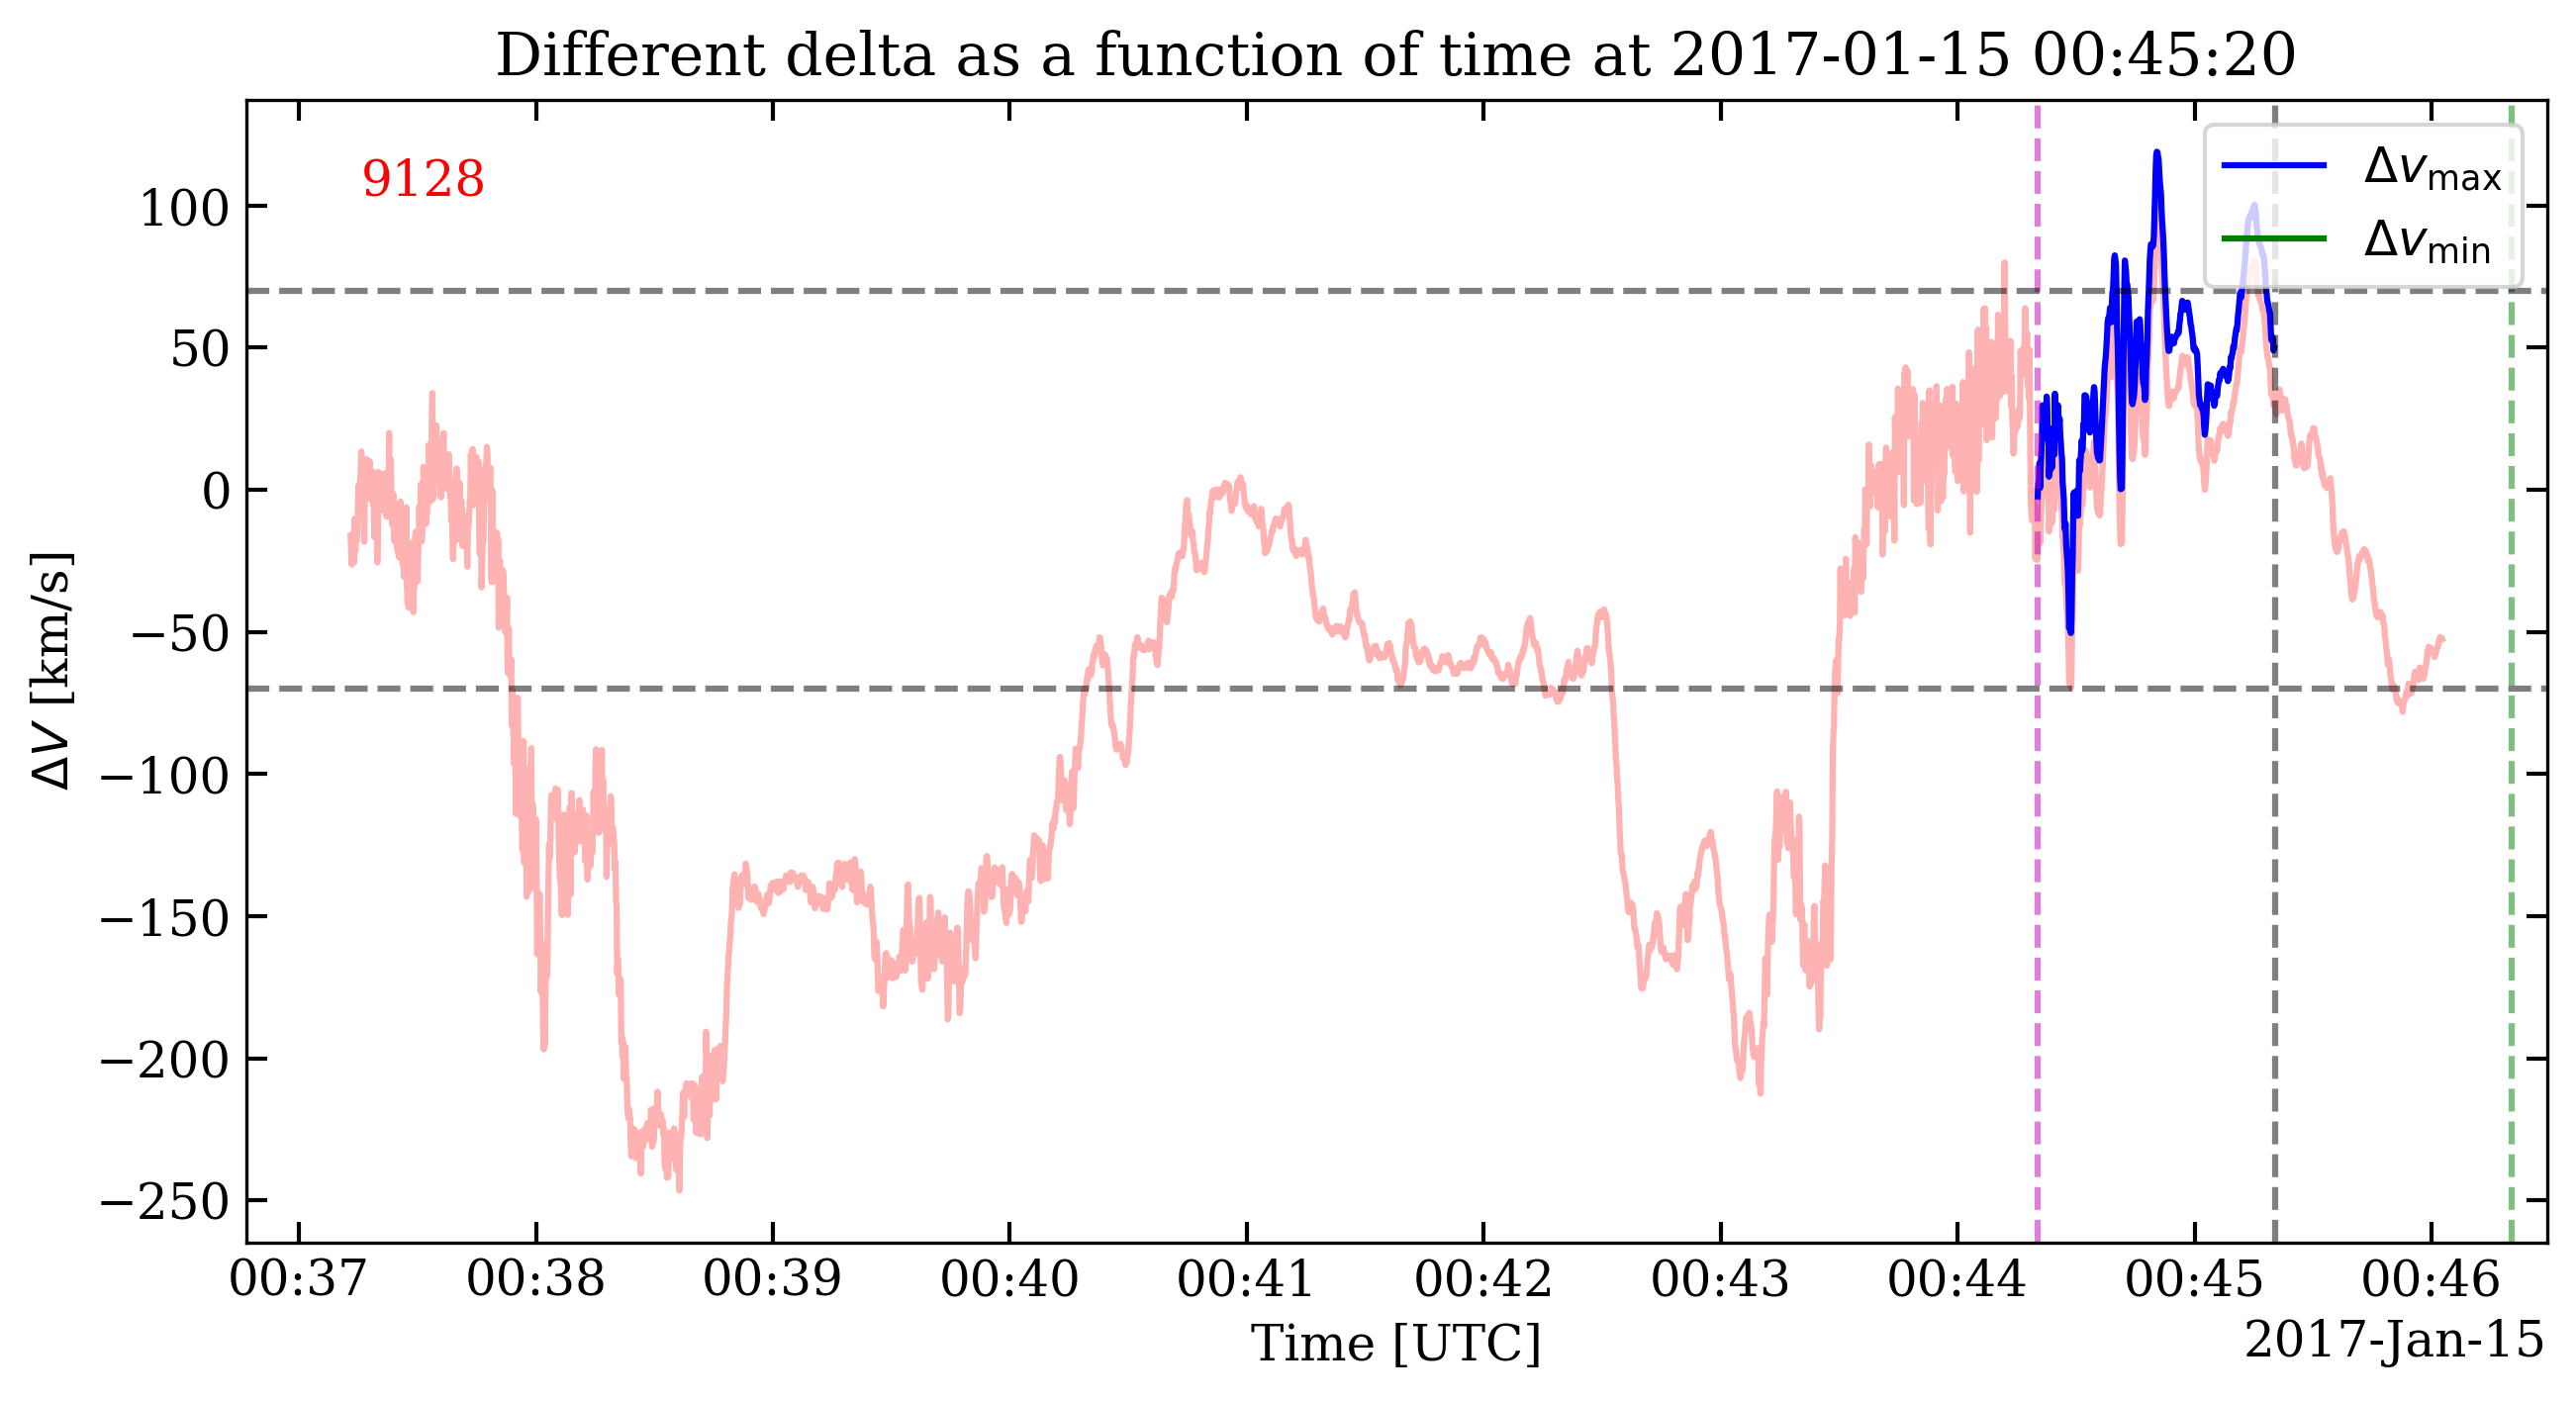 Different delta as a function of time at 2017-01-15 00:45:20
9128
Δv_max
Δv_min
100
50
0
−50
−100
−150
−200
−250
ΔV [km/s]
00:37 00:38 00:39 00:40 00:41 00:42 00:43 00:44 00:45 00:46
Time [UTC]
2017-Jan-15